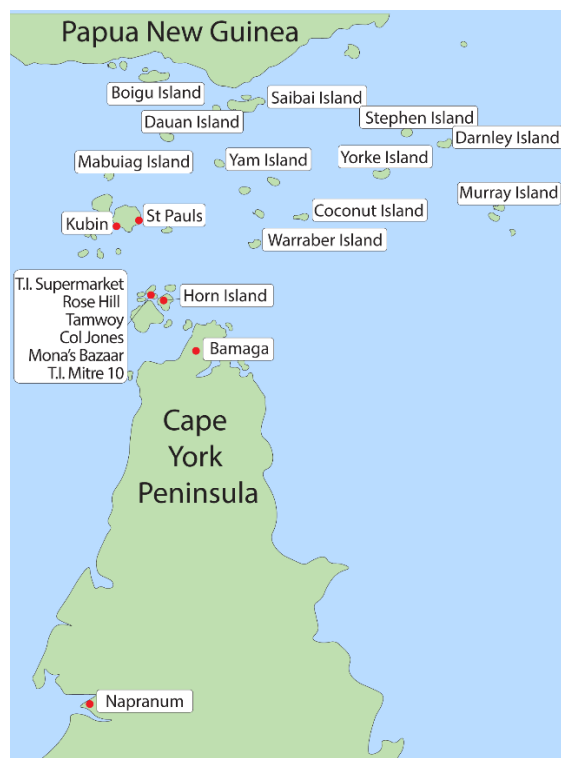 Papua New Guinea
Boigu Island
Saibai Island
Dauan Island
Stephen Island
Darnley Island
Mabuiag Island
Yam Island
Yorke Island
Murray Island
Kubin
St Pauls
Coconut Island
Warraber Island
T.I. Supermarket
Rose Hill
Tamwoy
Col Jones
Mona's Bazaar
T.I. Mitre 10
Horn Island
Bamaga
Cape
York
Peninsula
Napranum